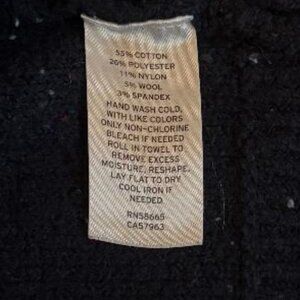 55% COTTON
26% POLYESTER
11% NYLON
5% WOOL
3% SPANDEX
HAND WASH COLD,
WITH LIKE COLORS
ONLY NON-CHLORINE
BLEACH IF NEEDED
ROLL IN TOWEL TO
REMOVE EXCESS
MOISTURE, RESHAPE,
LAY FLAT TO DRY
COOL IRON IF
NEEDED
RN58665
CA57963